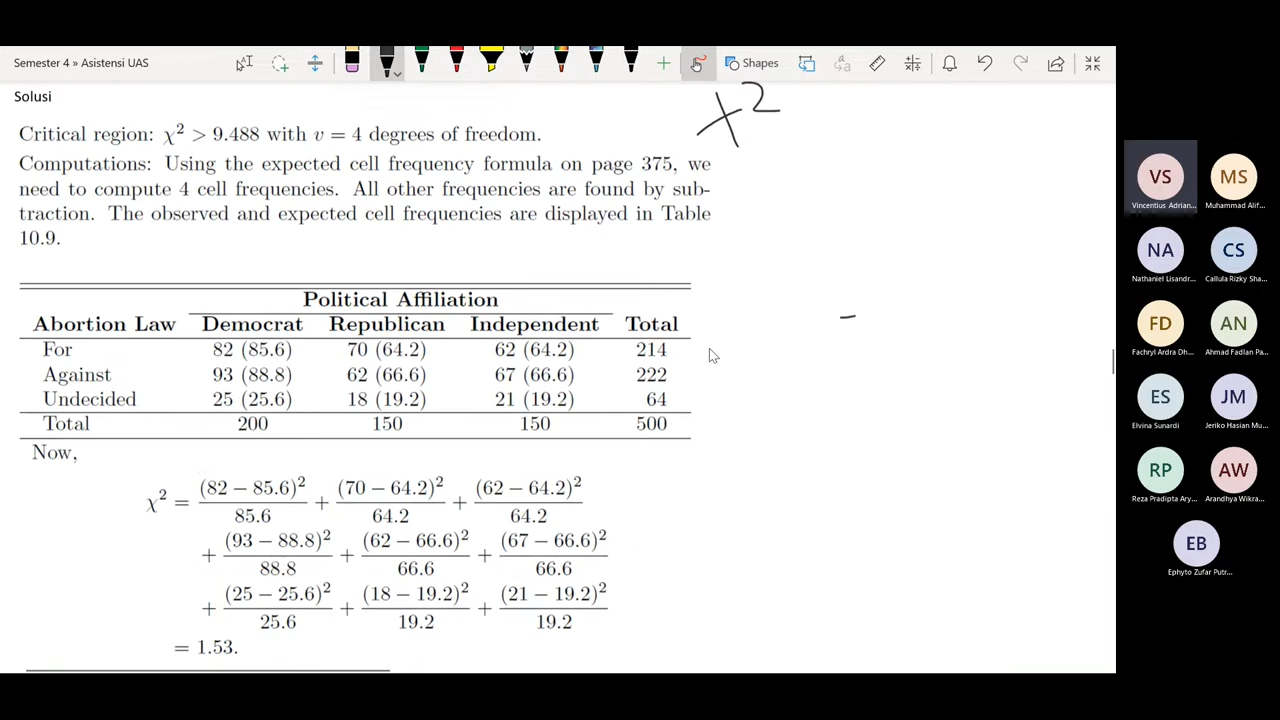 Semester 4 » Asistensi UAS
Shapes
Solusi
χ2
Critical region: χ² > 9.488 with v = 4 degrees of freedom.
Computations: Using the expected cell frequency formula on page 375, we
need to compute 4 cell frequencies. All other frequencies are found by sub-
traction. The observed and expected cell frequencies are displayed in Table
10.9.
Political Affiliation
Abortion Law Democrat Republican Independent Total
For 82 (85.6) 70 (64.2) 62 (64.2) 214
Against 93 (88.8) 62 (66.6) 67 (66.6) 222
Undecided 25 (25.6) 18 (19.2) 21 (19.2) 64
Total 200 150 150 500
Now,
χ² = (82 − 85.6)²/85.6 + (70 − 64.2)²/64.2 + (62 − 64.2)²/64.2
+ (93 − 88.8)²/88.8 + (62 − 66.6)²/66.6 + (67 − 66.6)²/66.6
+ (25 − 25.6)²/25.6 + (18 − 19.2)²/19.2 + (21 − 19.2)²/19.2
= 1.53.
VS
Vincentius Adrian...
MS
Muhammad Alif...
NA
Nathaniel Lisandr...
CS
Callula Rizky Sha...
FD
Fachryl Ardra Dh...
AN
Ahmad Fadlan Pa...
ES
Elvina Sunardi
JM
Jeriko Hasian Mu...
RP
Reza Pradipta Ary...
AW
Arandhya Wikra...
EB
Ephyto Zufar Putr...